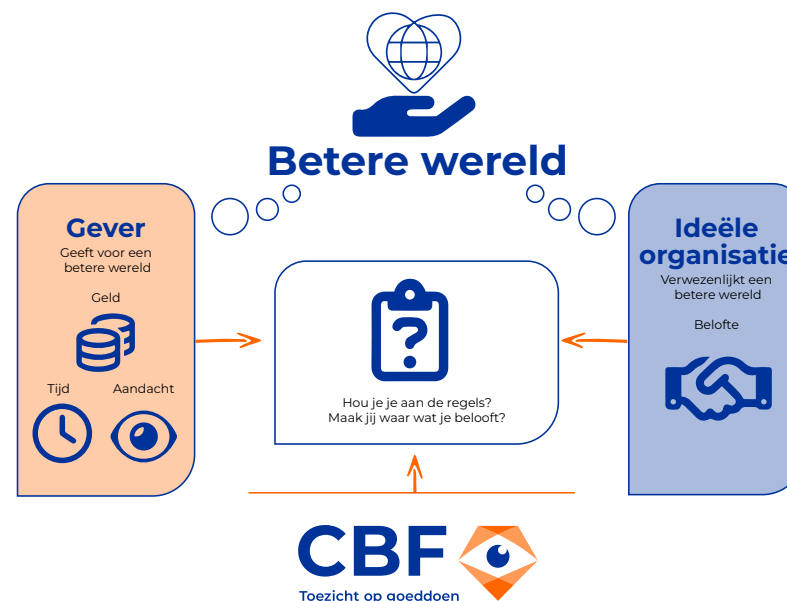 Betere wereld
Gever
Geeft voor een
betere wereld
Geld
Tijd
Aandacht
?
Hou je je aan de regels?
Maak jij waar wat je belooft?
Ideële
organisatie
Verwezenlijkt een
betere wereld
Belofte
CBF
Toezicht op goeddoen